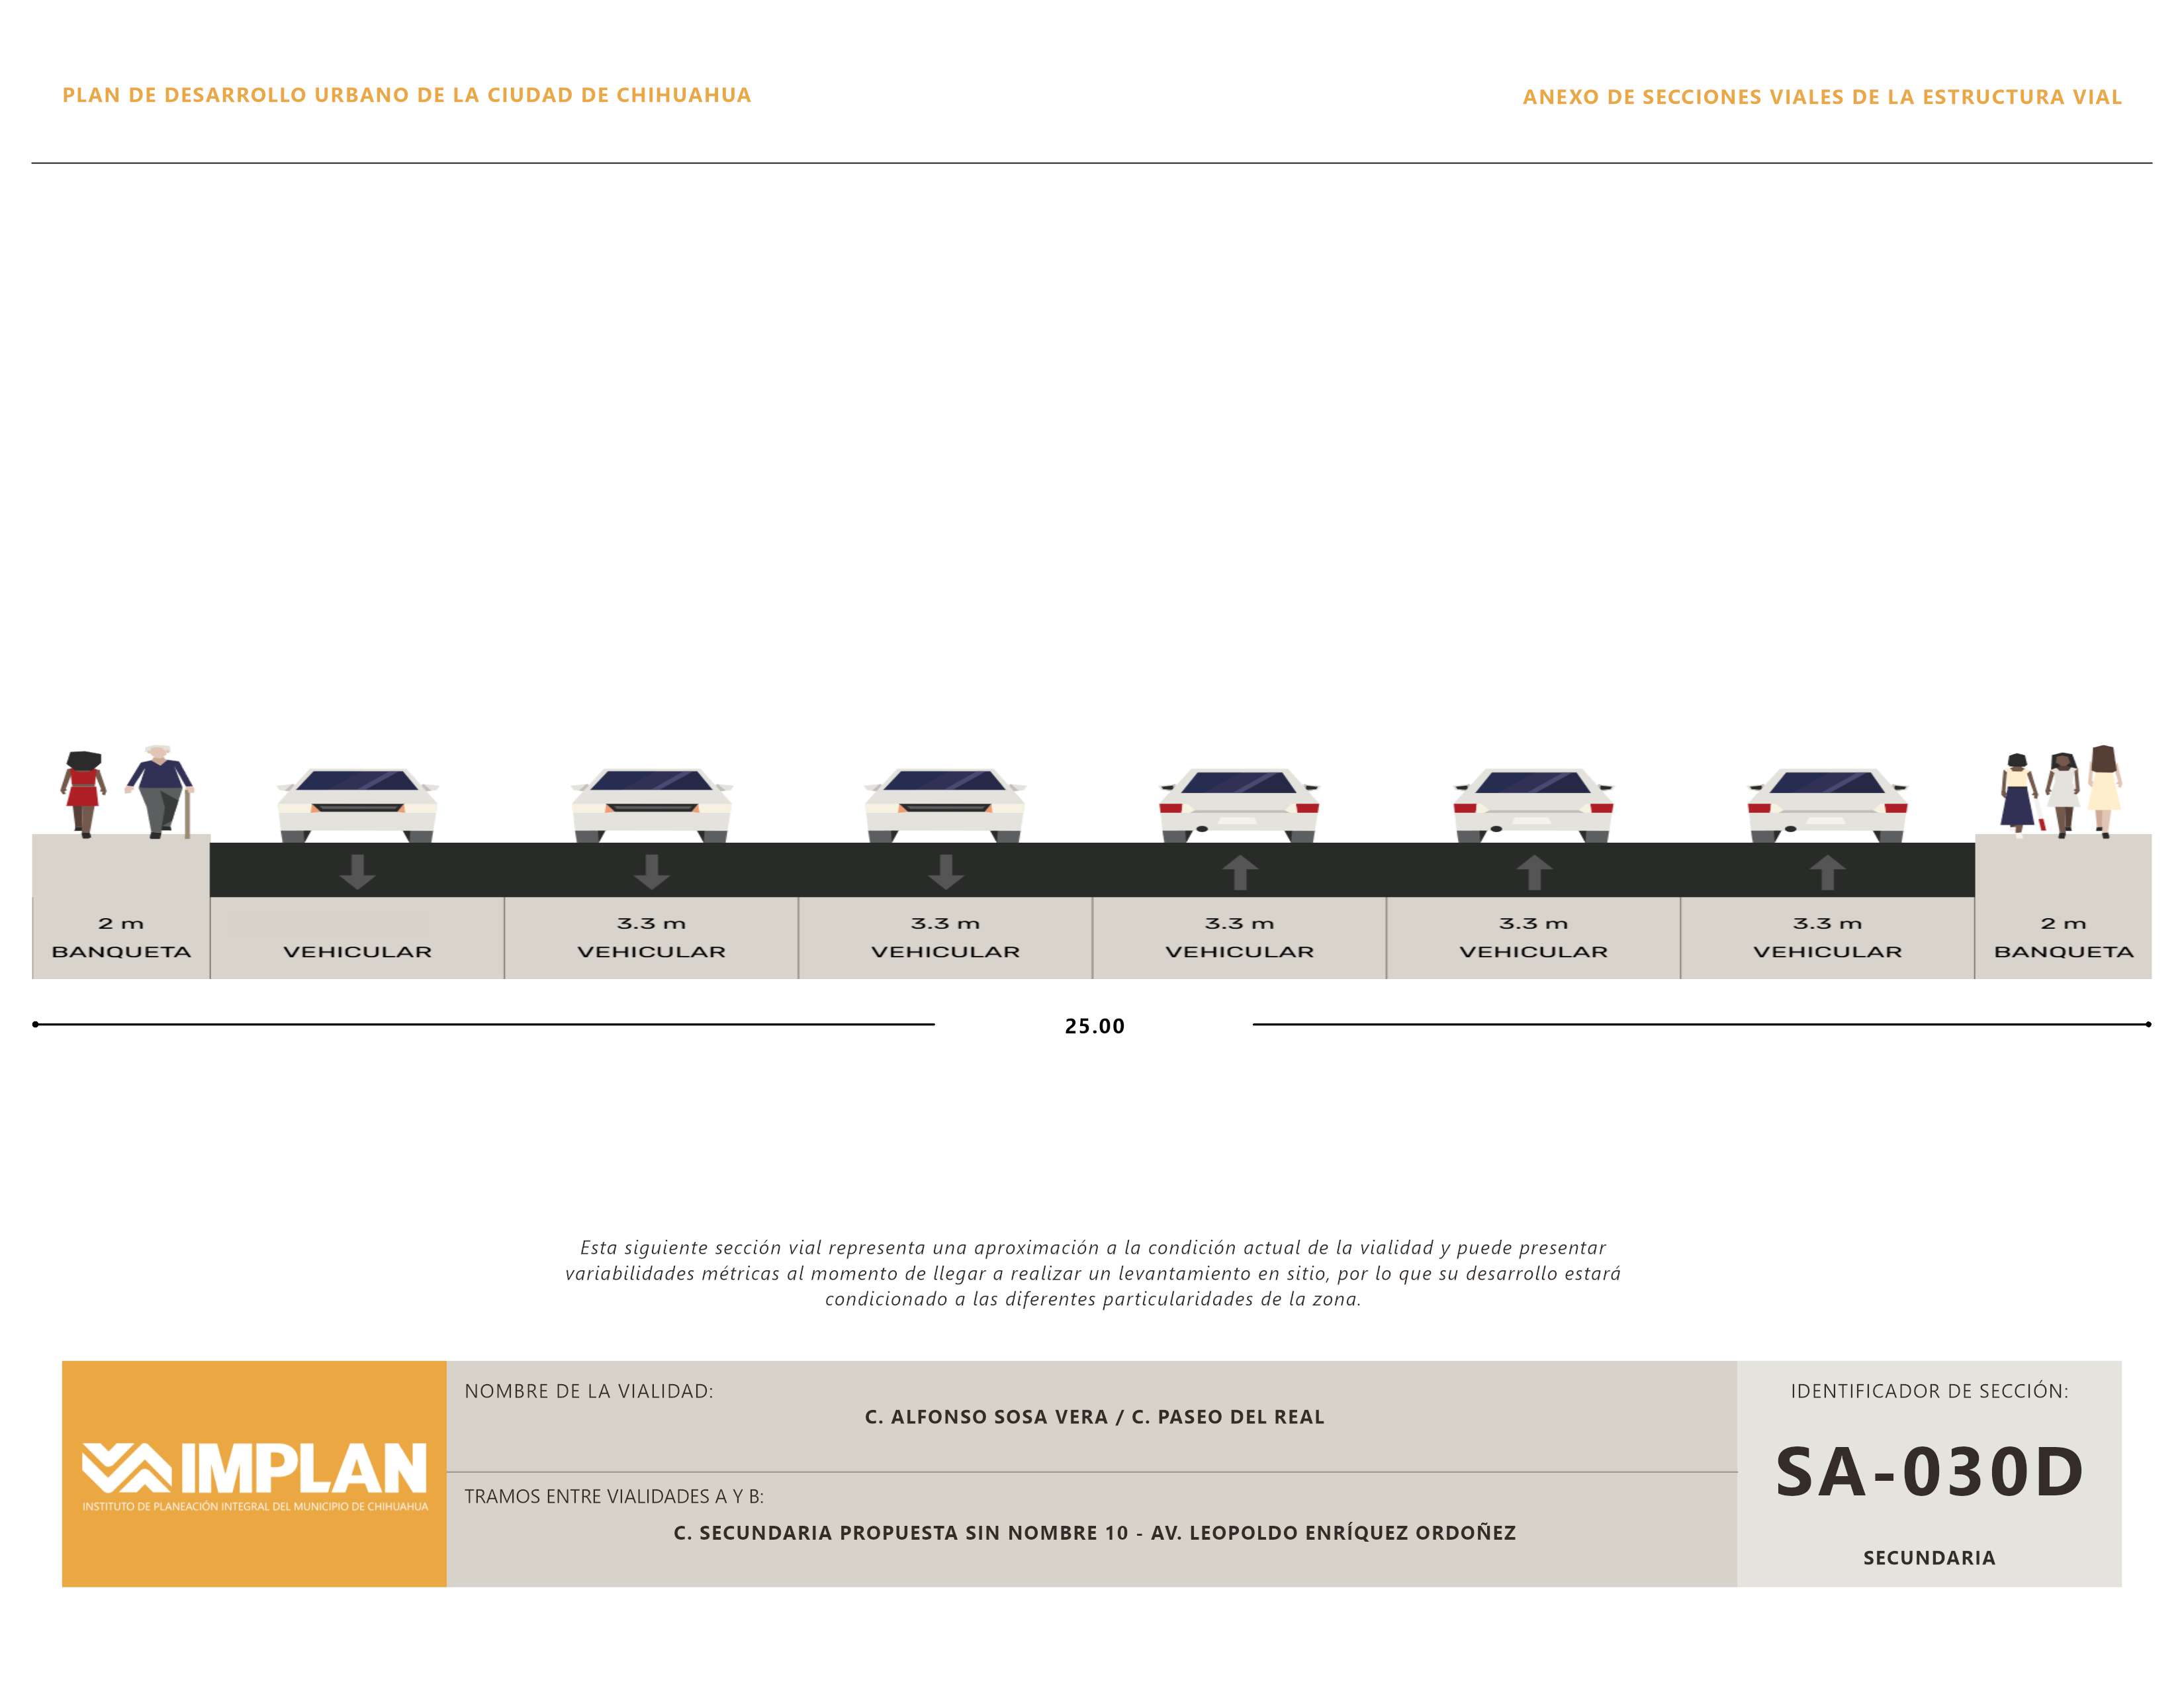 PLAN DE DESARROLLO URBANO DE LA CIUDAD DE CHIHUAHUA
ANEXO DE SECCIONES VIALES DE LA ESTRUCTURA VIAL
2 m
BANQUETA
VEHICULAR
3.3 m
VEHICULAR
3.3 m
VEHICULAR
3.3 m
VEHICULAR
3.3 m
VEHICULAR
3.3 m
VEHICULAR
2 m
BANQUETA
25.00
Esta siguiente sección vial representa una aproximación a la condición actual de la vialidad y puede presentar
variabilidades métricas al momento de llegar a realizar un levantamiento en sitio, por lo que su desarrollo estará
condicionado a las diferentes particularidades de la zona.
IMPLAN
INSTITUTO DE PLANEACIÓN INTEGRAL DEL MUNICIPIO DE CHIHUAHUA
NOMBRE DE LA VIALIDAD:
C. ALFONSO SOSA VERA / C. PASEO DEL REAL
TRAMOS ENTRE VIALIDADES A Y B:
C. SECUNDARIA PROPUESTA SIN NOMBRE 10 - AV. LEOPOLDO ENRÍQUEZ ORDOÑEZ
IDENTIFICADOR DE SECCIÓN:
SA-030D
SECUNDARIA